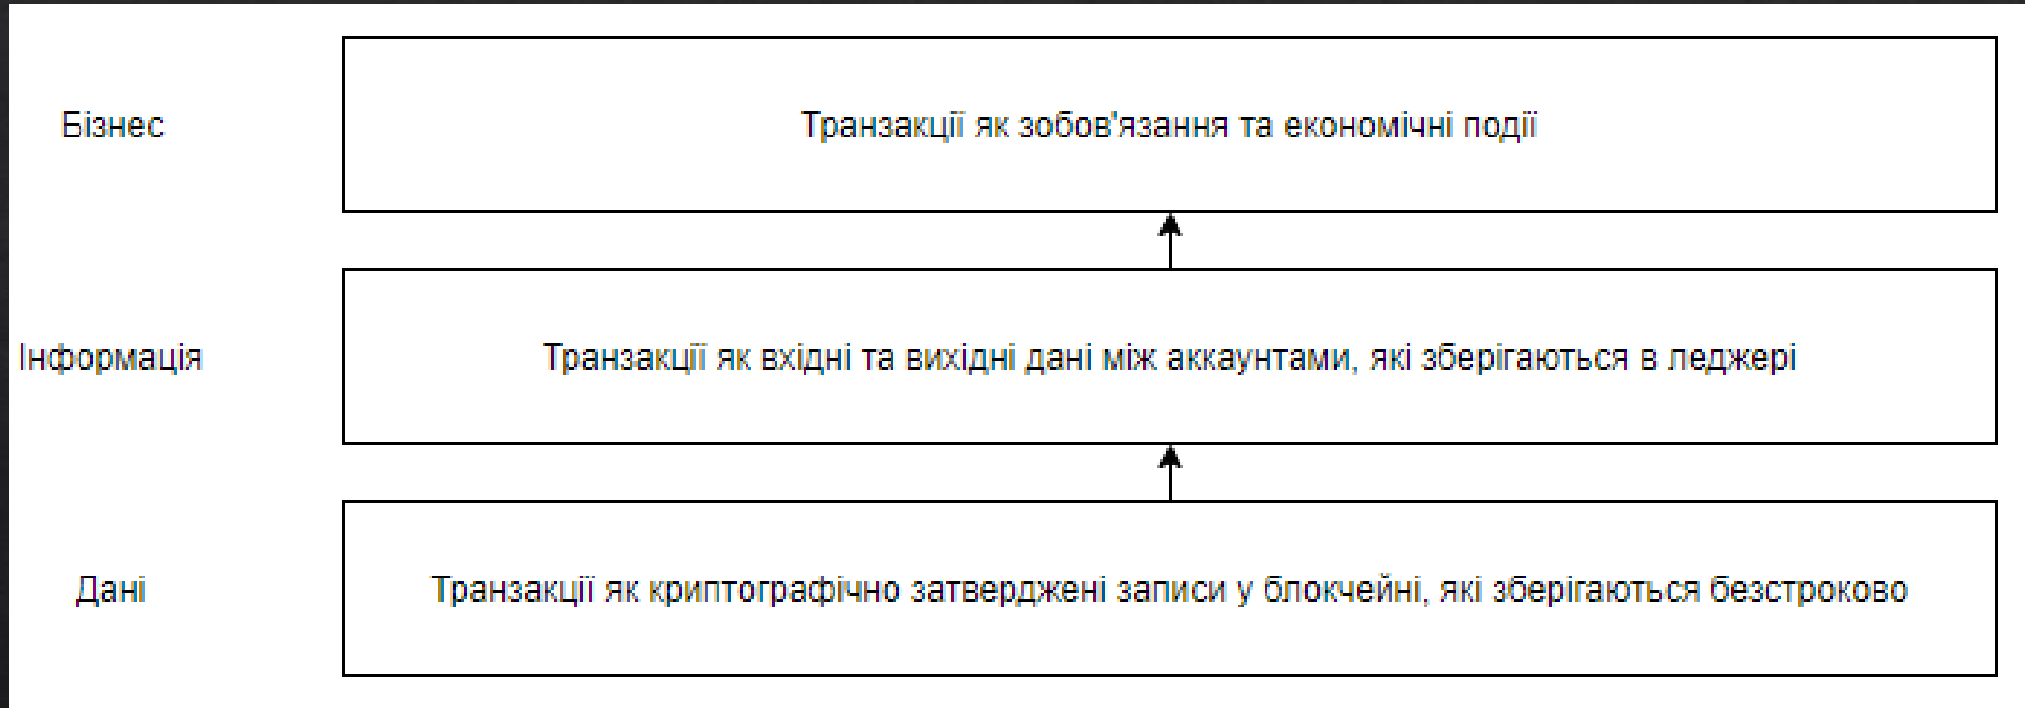 Бізнес
Транзакції як зобов'язання та економічні події
Інформація
Транзакції як вхідні та вихідні дані між аккаунтами, які зберігаються в леджері
Дані
Транзакції як криптографічно затверджені записи у блокчейні, які зберігаються безстроково